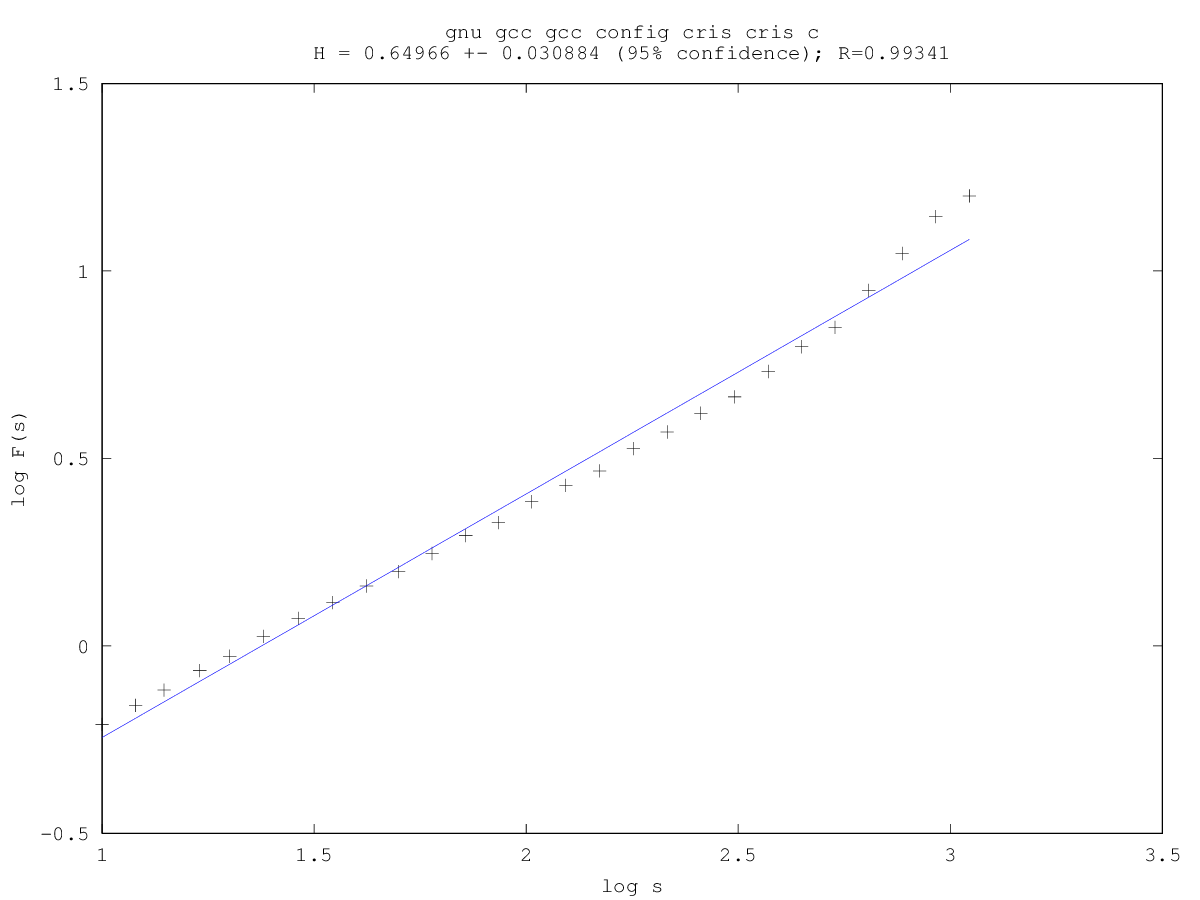 gnu gcc gcc config cris cris c
H = 0.64966 +- 0.030884 (95% confidence); R=0.99341
1.5
1
0.5
0
-0.5
log F(s)
1
1.5
2
2.5
3
3.5
log s